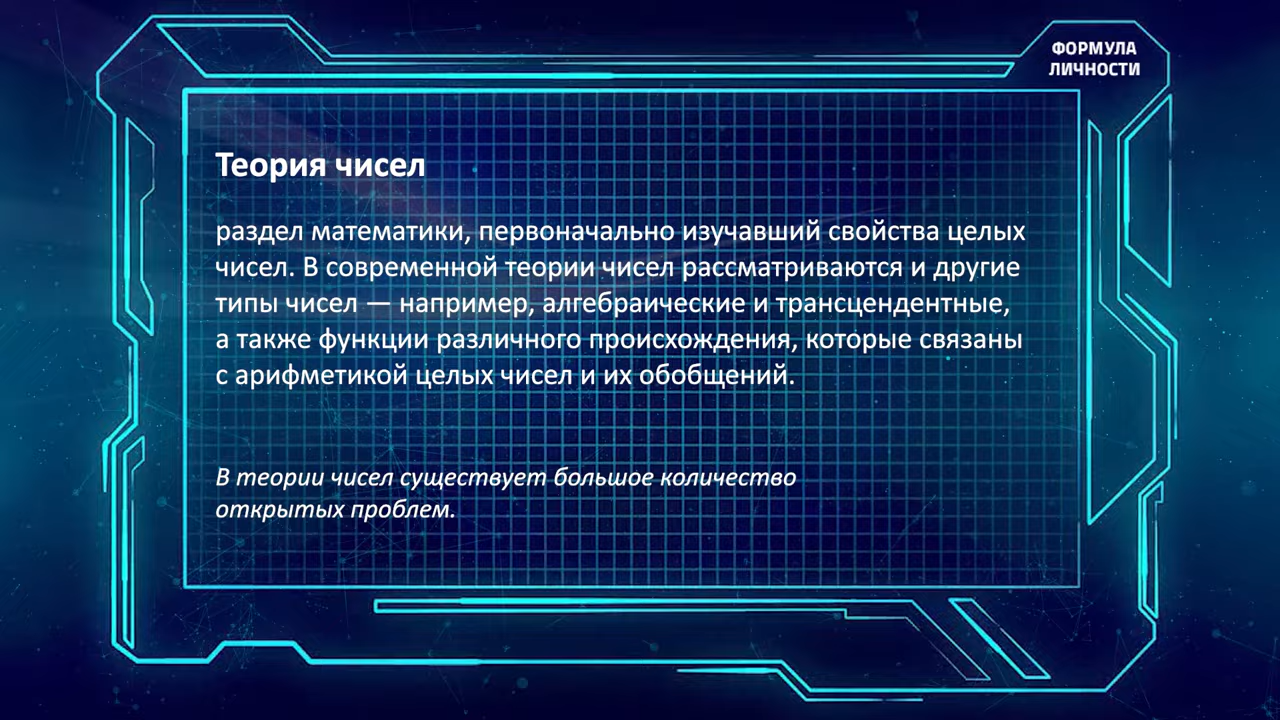 ФОРМУЛА
ЛИЧНОСТИ
Теория чисел
раздел математики, первоначально изучавший свойства целых
чисел. В современной теории чисел рассматриваются и другие
типы чисел — например, алгебраические и трансцендентные,
а также функции различного происхождения, которые связаны
с арифметикой целых чисел и их обобщений.
В теории чисел существует большое количество
открытых проблем.